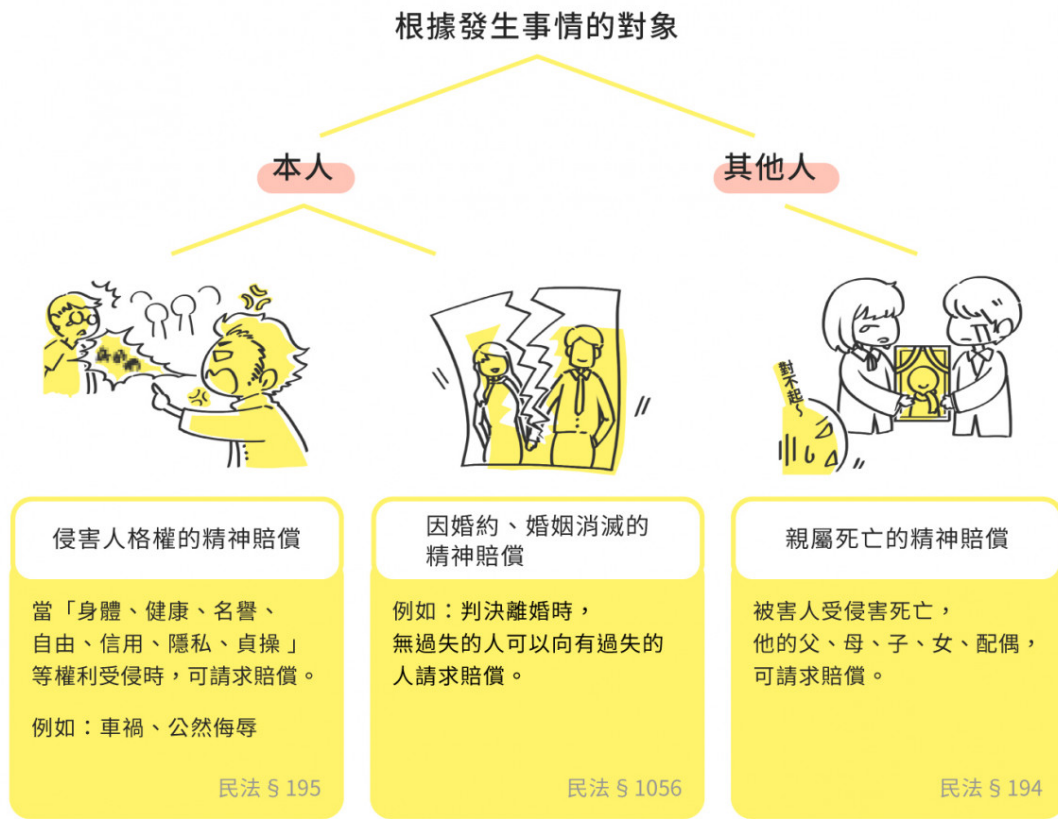 根據發生事情的對象
本人
其他人
對不起~
侵害人格權的精神賠償
當「身體、健康、名譽、
自由、信用、隱私、貞操」
等權利受侵時，可請求賠償。
例如：車禍、公然侮辱
民法§195
因婚約、婚姻消滅的
精神賠償
例如：判決離婚時，
無過失的人可以向有過失的
人請求賠償。
民法§1056
親屬死亡的精神賠償
被害人受侵害死亡，
他的父、母、子、女、配偶，
可請求賠償。
民法§194